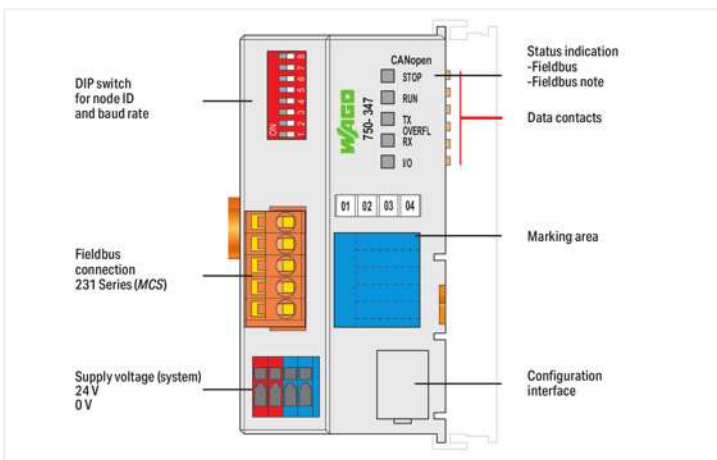 DIP switch
for node ID
and baud rate
Fieldbus
connection
231 Series (MCS)
Supply voltage (system)
24 V
0 V
8
7
6
5
4
3
2
1
ON
WAGO
750- 347
CANopen
STOP
RUN
TX
OVERFL
RX
I/O
01 02 03 04
Status indication
-Fieldbus
-Fieldbus note
Data contacts
Marking area
Configuration
interface